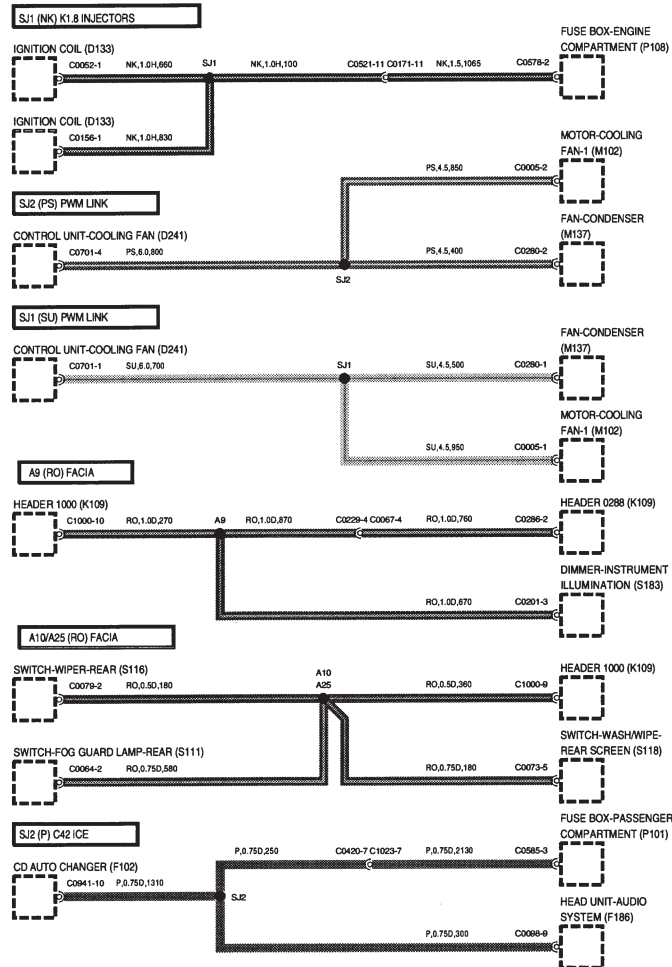 SJ1 (NK) K1.8 INJECTORS
IGNITION COIL (D133)
FUSE BOX-ENGINE
COMPARTMENT (P108)
C0052-1 NK,1.0H,660 SJ1 NK,1.0H,100 C0521-11 C0171-11 NK,1.5,1065 C0578-2
IGNITION COIL (D133)
C0156-1 NK,1.0H,830
MOTOR-COOLING
FAN-1 (M102)
PS,4.5,850 C0005-2
SJ2 (PS) PWM LINK
FAN-CONDENSER
(M137)
CONTROL UNIT-COOLING FAN (D241)
C0701-4 PS,6.0,800 PS,4.5,400 C0280-2
SJ2
SJ1 (SU) PWM LINK
FAN-CONDENSER
(M137)
CONTROL UNIT-COOLING FAN (D241)
C0701-1 SU,6.0,700 SJ1 SU,4.5,500 C0280-1
MOTOR-COOLING
FAN-1 (M102)
SU,4.5,950 C0005-1
A9 (RO) FACIA
HEADER 1000 (K109)
HEADER 0288 (K109)
C1000-10 RO,1.0D,270 A9 RO,1.0D,870 C0229-4 C0067-4 RO,1.0D,760 C0286-2
DIMMER-INSTRUMENT
ILLUMINATION (S183)
RO,1.0D,670 C0201-3
A10/A25 (RO) FACIA
SWITCH-WIPER-REAR (S116)
HEADER 1000 (K109)
C0079-2 RO,0.5D,180 A10
A25 RO,0.5D,360 C1000-9
SWITCH-WASH/WIPE-
REAR SCREEN (S118)
SWITCH-FOG GUARD LAMP-REAR (S111)
C0064-2 RO,0.75D,580 RO,0.75D,180 C0073-5
SJ2 (P) C42 ICE
FUSE BOX-PASSENGER
COMPARTMENT (P101)
P,0.75D,250 C0420-7 C1023-7 P,0.75D,2130 C0585-3
CD AUTO CHANGER (F102)
C0941-10 P,0.75D,1310 SJ2
HEAD UNIT-AUDIO
SYSTEM (F186)
P,0.75D,300 C0098-9